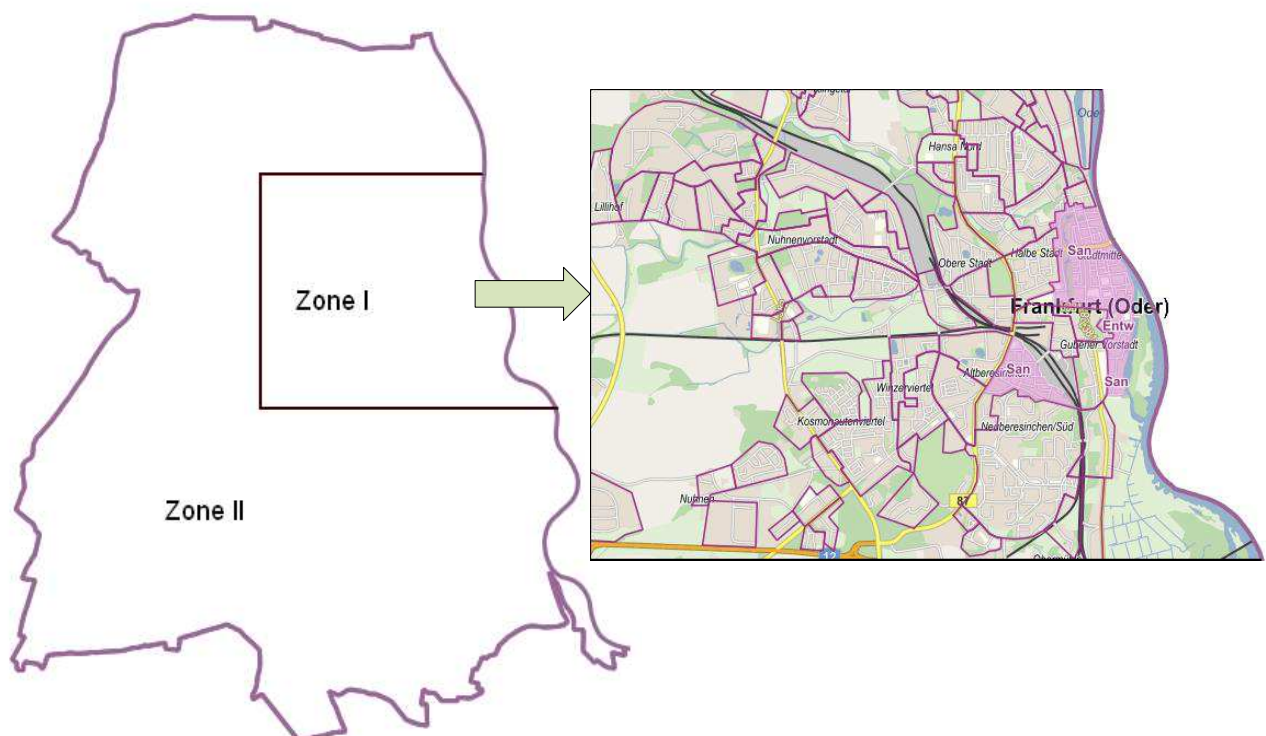 Zone I
Zone II
Oder
Hansa Nord
Lillihof
Nuhnenvorstadt
Obere Stadt
Halbe Stadt
San
Stadtmitte
Frankfurt (Oder)
Entw
Gubener Vorstadt
Altberesinchen
San
San
Winzerviertel
Kosmonautenviertel
Neuberesinchen/Süd
Nuhnen
87
12